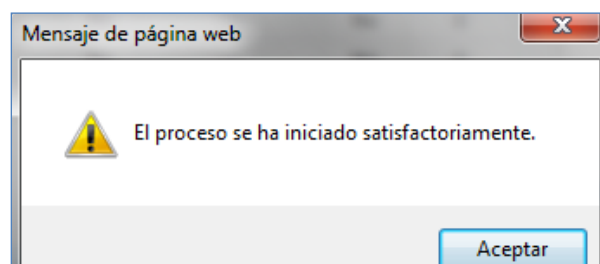 Mensaje de página web
El proceso se ha iniciado satisfactoriamente.
Aceptar